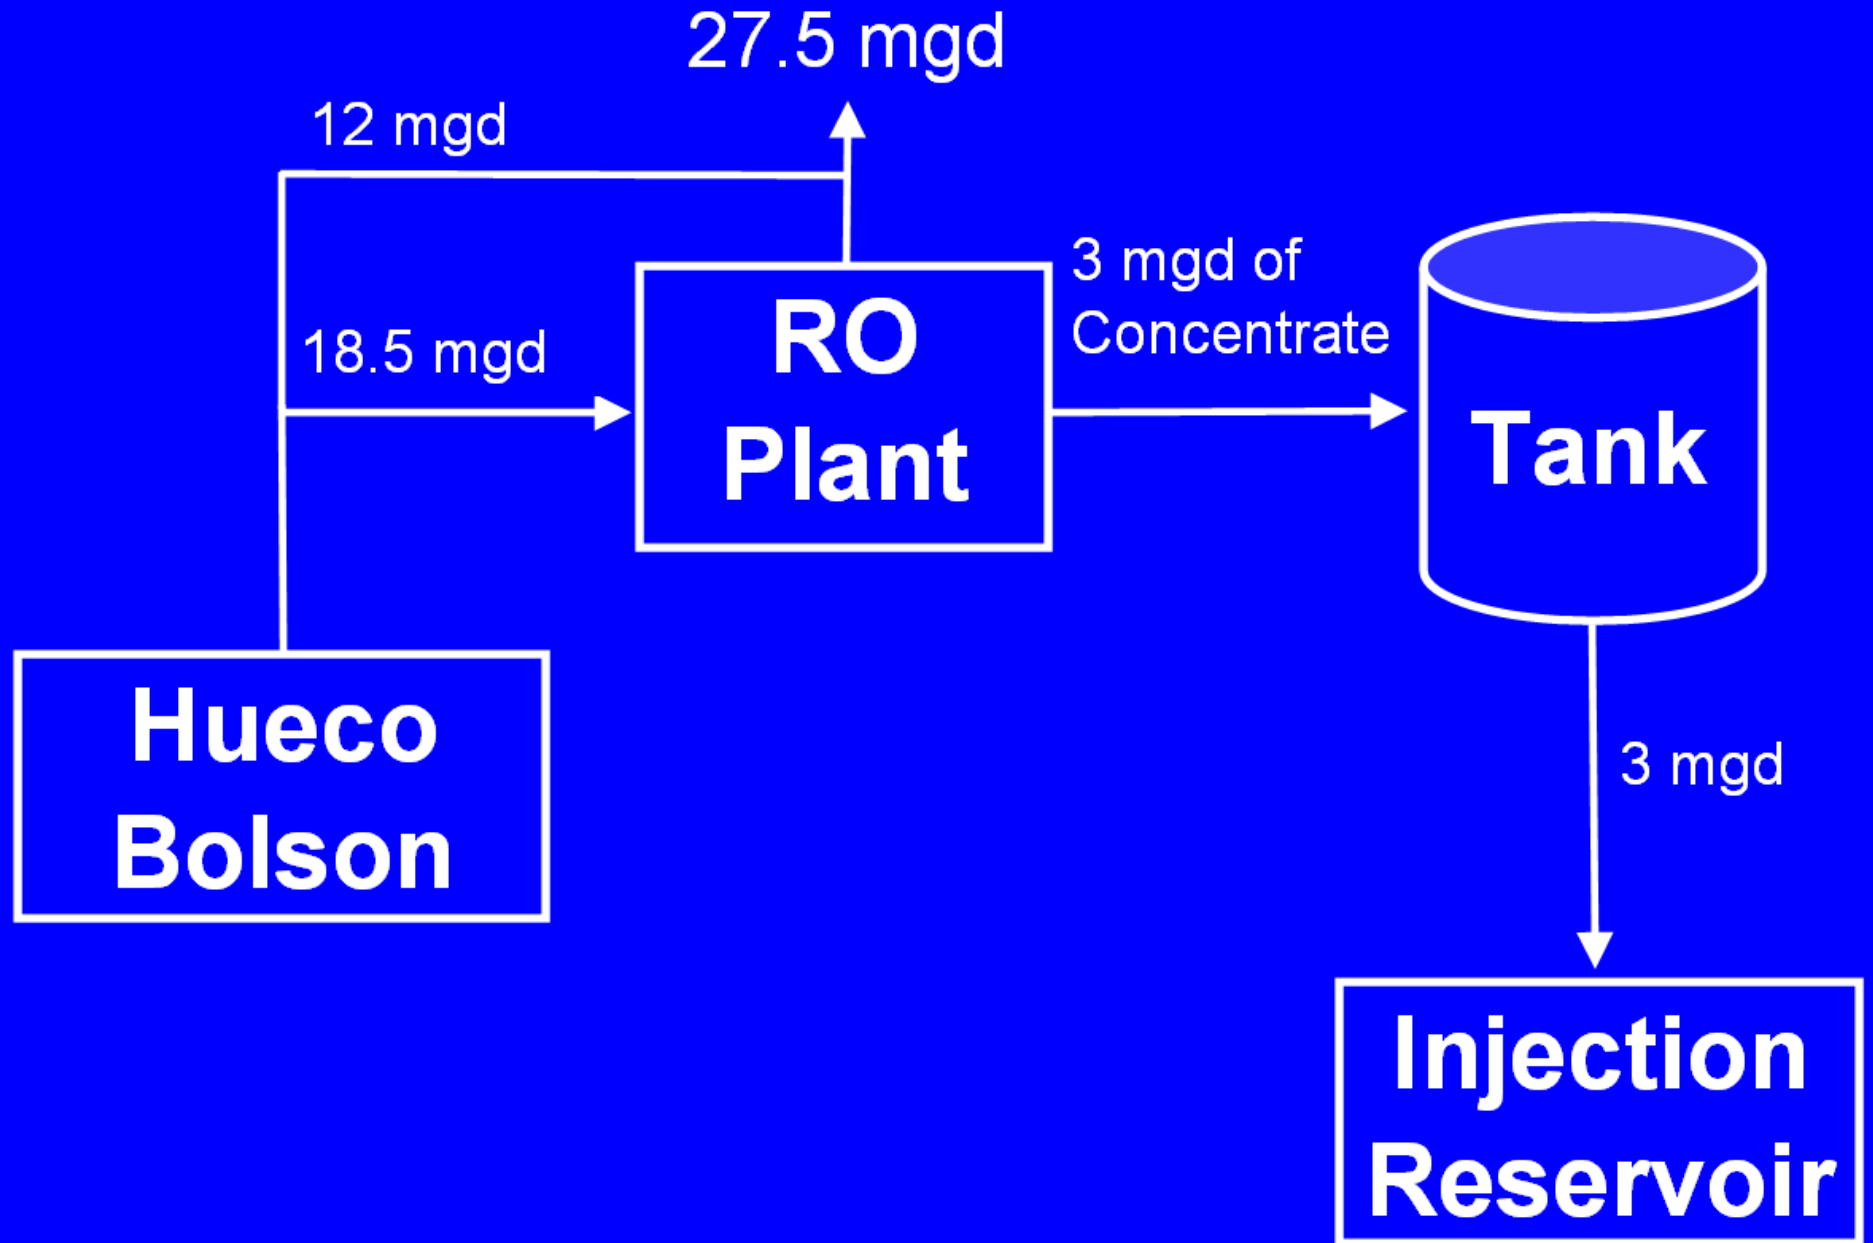 27.5 mgd
12 mgd
18.5 mgd
RO
Plant
3 mgd of
Concentrate
Tank
Hueco
Bolson
3 mgd
Injection
Reservoir